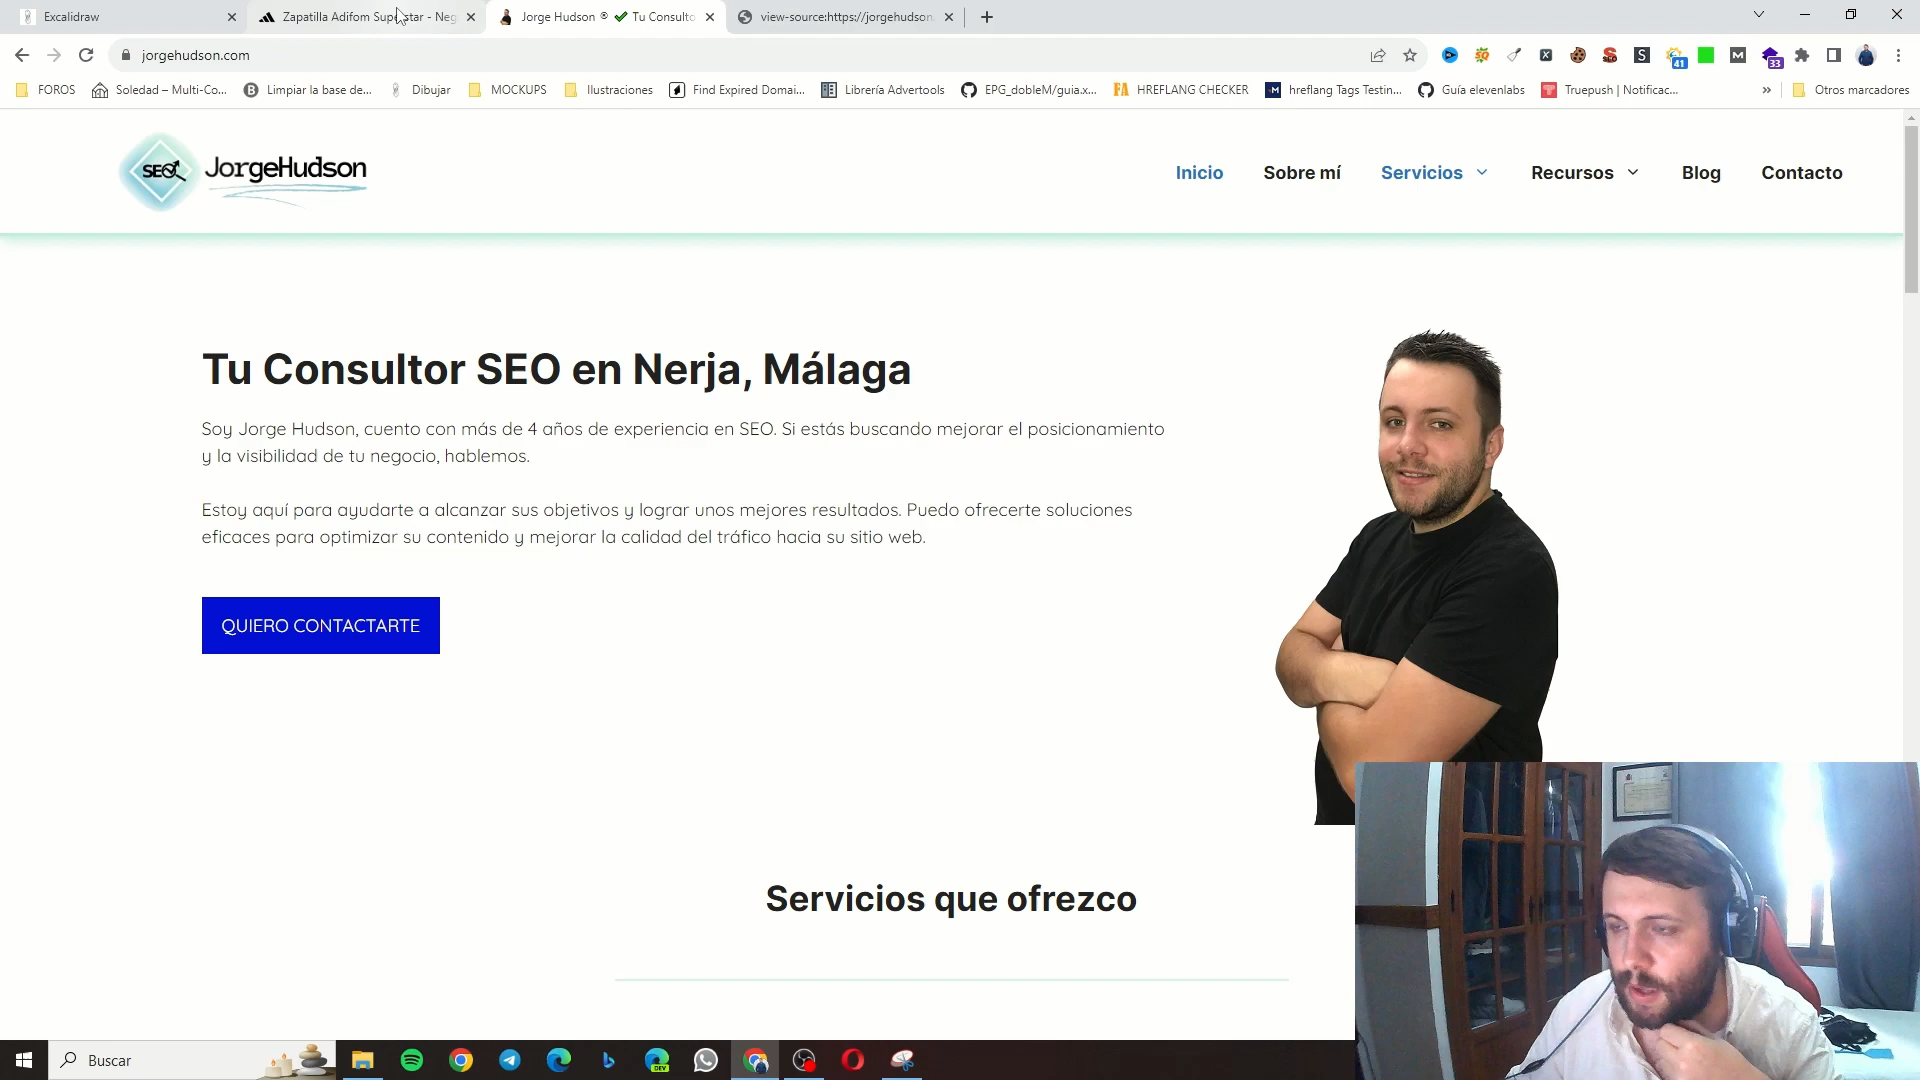 Excalidraw
Zapatilla Adifom Superstar - Neg
Jorge Hudson ® ✔ Tu Consulto
view-source:https://jorgehudson.
jorgehudson.com
41
33
FOROS
Soledad – Multi-Co...
Limpiar la base de...
Dibujar
MOCKUPS
Ilustraciones
Find Expired Domai...
Librería Advertools
EPG_dobleM/guia.x...
HREFLANG CHECKER
hreflang Tags Testin...
Guía elevenlabs
Truepush | Notificac...
»
Otros marcadores
SEO JorgeHudson
Inicio
Sobre mí
Servicios
Recursos
Blog
Contacto
Tu Consultor SEO en Nerja, Málaga
Soy Jorge Hudson, cuento con más de 4 años de experiencia en SEO. Si estás buscando mejorar el posicionamiento
y la visibilidad de tu negocio, hablemos.
Estoy aquí para ayudarte a alcanzar sus objetivos y lograr unos mejores resultados. Puedo ofrecerte soluciones
eficaces para optimizar su contenido y mejorar la calidad del tráfico hacia su sitio web.
QUIERO CONTACTARTE
Servicios que ofrezco
Buscar
DEV